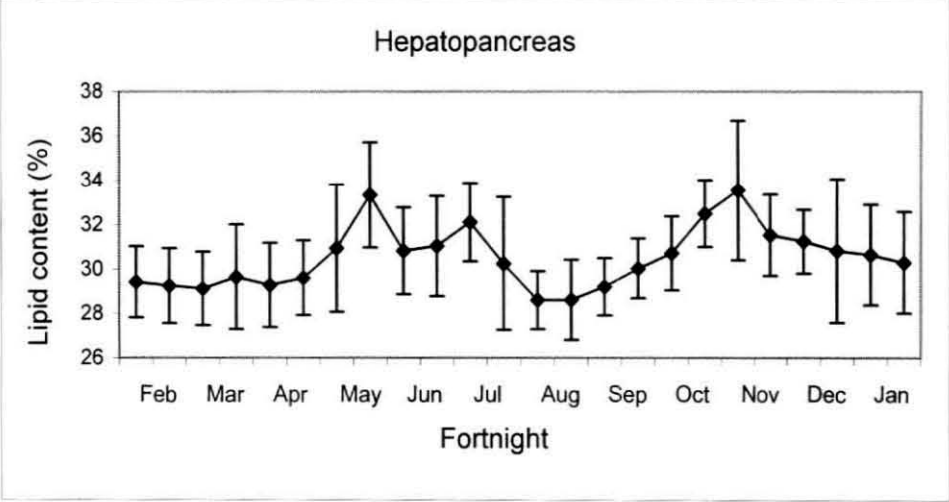 Hepatopancreas
38
36
34
32
30
28
26
Lipid content (%)
Feb Mar Apr May Jun Jul Aug Sep Oct Nov Dec Jan
Fortnight